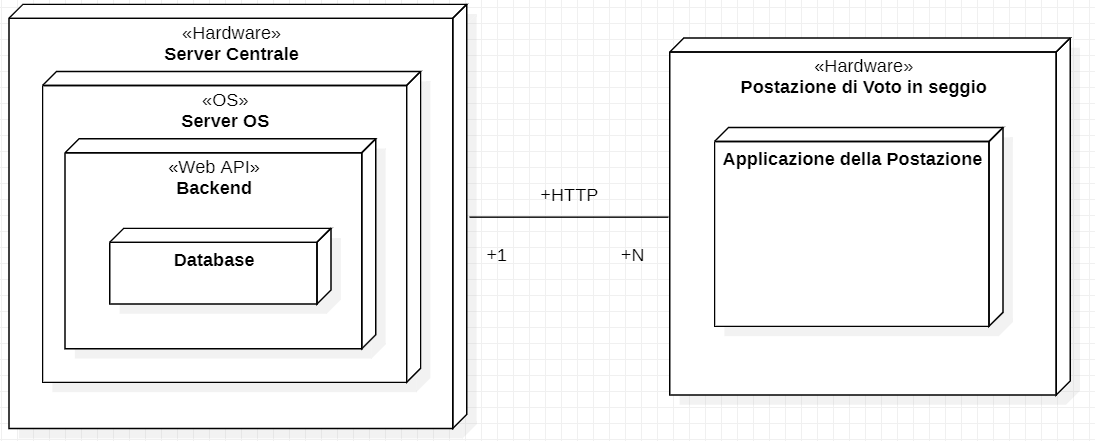 «Hardware»
Server Centrale
«OS»
Server OS
«Web API»
Backend
Database
+HTTP
+1
+N
«Hardware»
Postazione di Voto in seggio
Applicazione della Postazione